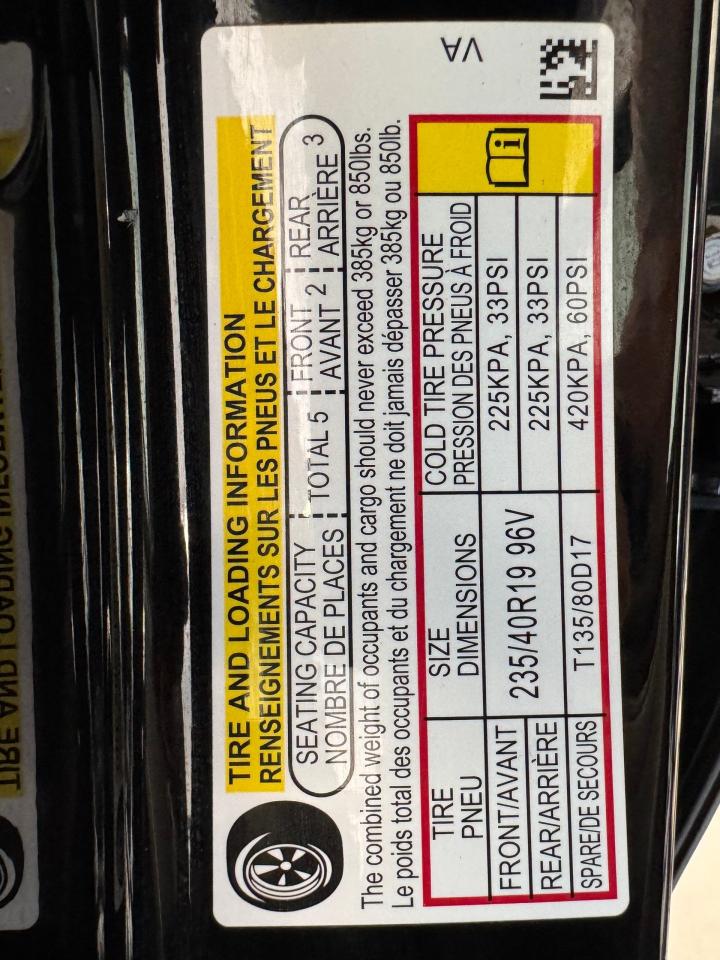 VA
TIRE AND LOADING INFORMATION
RENSEIGNEMENTS SUR LES PNEUS ET LE CHARGEMENT
SEATING CAPACITY TOTAL 5 FRONT 2 REAR 3
NOMBRE DE PLACES AVANT ARRIÈRE
The combined weight of occupants and cargo should never exceed 385kg or 850lbs.
Le poids total des occupants et du chargement ne doit jamais dépasser 385kg ou 850lb.
TIRE SIZE COLD TIRE PRESSURE
PNEU DIMENSIONS PRESSION DES PNEUS À FROID
FRONT/AVANT 235/40R19 96V 225KPA, 33PSI
REAR/ARRIÈRE 225KPA, 33PSI
SPARE/DE SECOURS T135/80D17 420KPA, 60PSI
TIRE AND LOADING